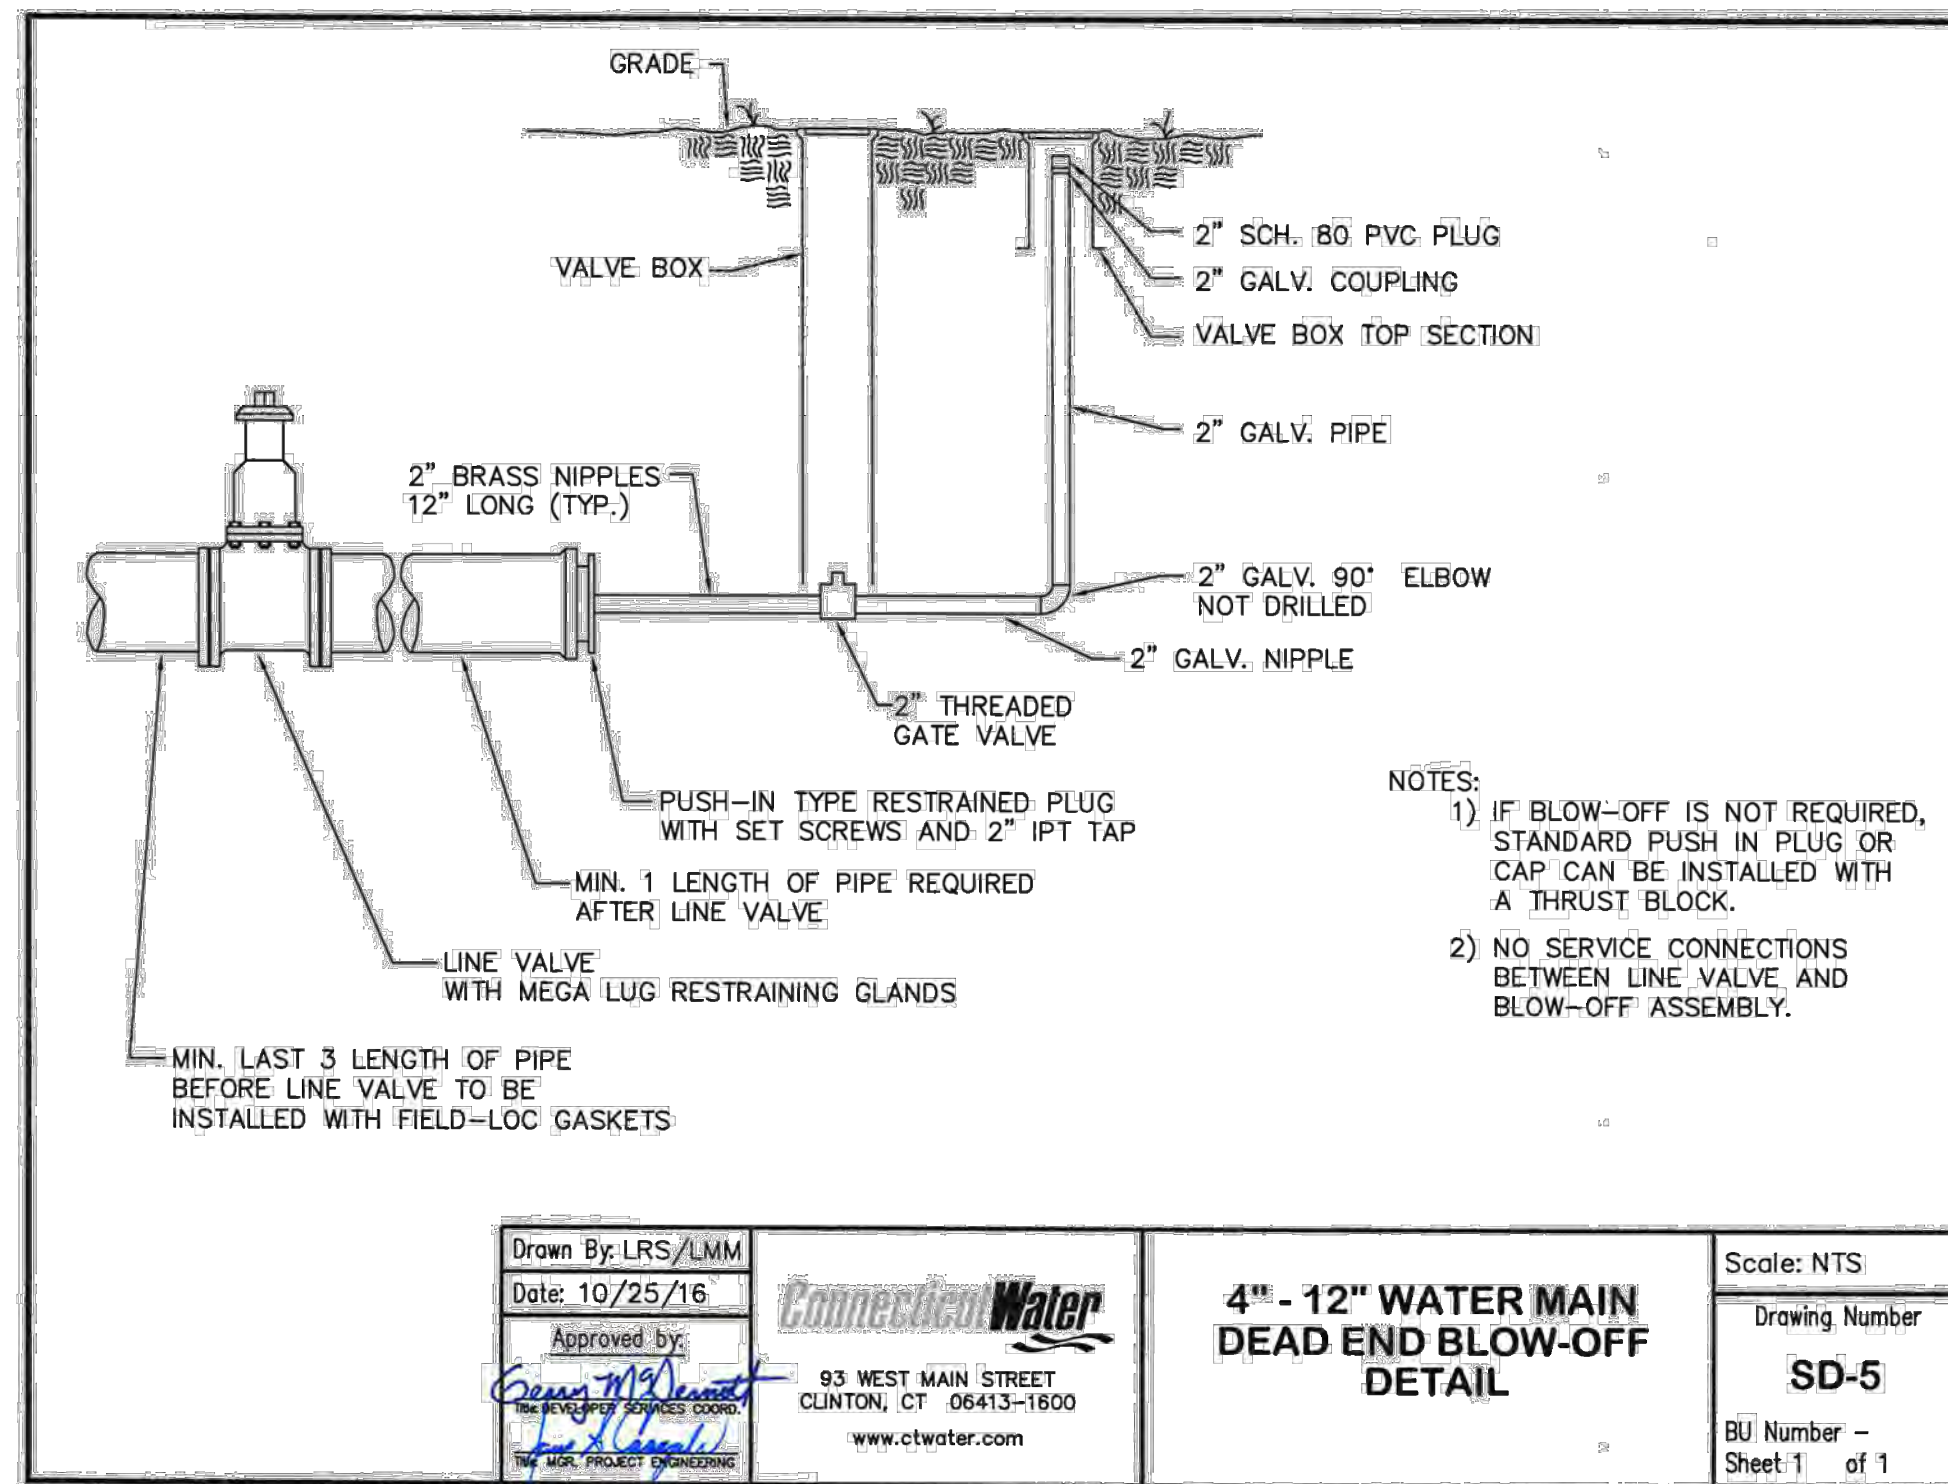 GRADE
VALVE BOX
2" SCH. 80 PVC PLUG
2" GALV. COUPLING
VALVE BOX TOP SECTION
2" GALV. PIPE
2" BRASS NIPPLES
12" LONG (TYP.)
2" GALV. 90° ELBOW
NOT DRILLED
2" GALV. NIPPLE
2" THREADED
GATE VALVE
PUSH-IN TYPE RESTRAINED PLUG
WITH SET SCREWS AND 2" IPT TAP
MIN. 1 LENGTH OF PIPE REQUIRED
AFTER LINE VALVE
LINE VALVE
WITH MEGA LUG RESTRAINING GLANDS
MIN. LAST 3 LENGTH OF PIPE
BEFORE LINE VALVE TO BE
INSTALLED WITH FIELD-LOC GASKETS
NOTES:
1) IF BLOW-OFF IS NOT REQUIRED,
STANDARD PUSH IN PLUG OR
CAP CAN BE INSTALLED WITH
A THRUST BLOCK.
2) NO SERVICE CONNECTIONS
BETWEEN LINE VALVE AND
BLOW-OFF ASSEMBLY.
Drawn By: LRS/LMM
Date: 10/25/16
Approved by:
Gerry McDermott
Title: DEVELOPER SERVICES COORD.
Title: MGR. PROJECT ENGINEERING
ConnecticutWater
93 WEST MAIN STREET
CLINTON, CT 06413-1600
www.ctwater.com
4" - 12" WATER MAIN
DEAD END BLOW-OFF
DETAIL
Scale: NTS
Drawing Number
SD-5
BU Number -
Sheet 1 of 1